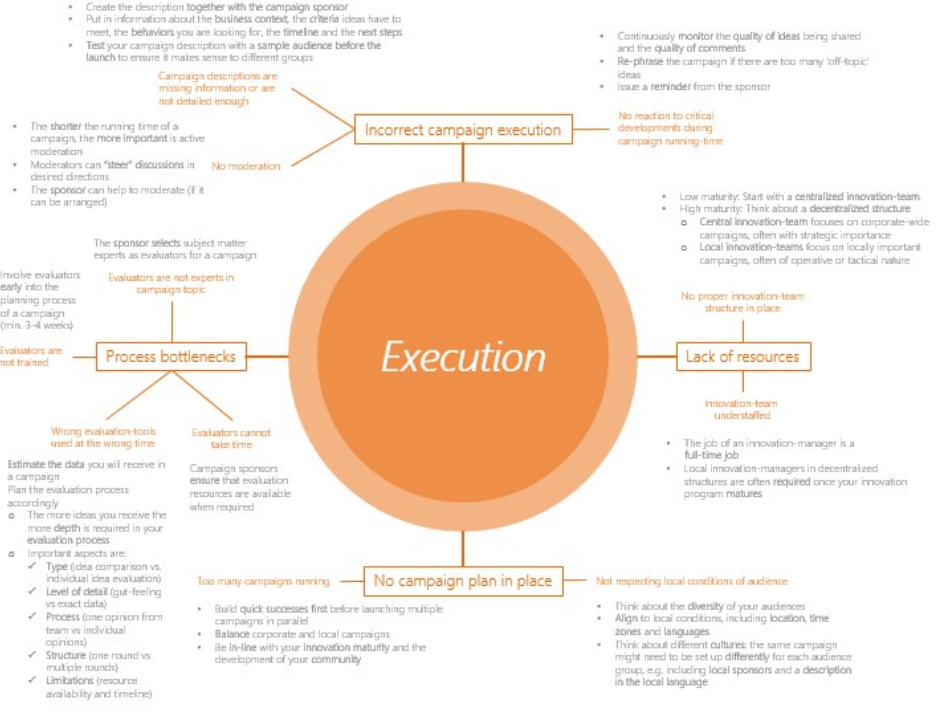 • Create the description together with the campaign sponsor
• Put in information about the business context, the criteria ideas have to
meet, the behaviors you are looking for, the timeline and the next steps
• Test your campaign description with a sample audience before the
launch to ensure it makes sense to different groups
Campaign descriptions are
missing information or are
not detailed enough
• The shorter the running time of a
campaign, the more important is active
moderation
• Moderators can "steer" discussions in
desired directions
• The sponsor can help to moderate (if it
can be arranged)
No moderation
Incorrect campaign execution
• Continuously monitor the quality of ideas being shared
and the quality of comments
• Re-phrase the campaign if there are too many 'off-topic'
ideas
• Issue a reminder from the sponsor
No reaction to critical
developments during
campaign running-time
• Low maturity: Start with a centralized innovation-team
• High maturity: Think about a decentralized structure
o Central innovation-team focuses on corporate-wide
campaigns, often with strategic importance
o Local innovation-teams focus on locally important
campaigns, often of operative or tactical nature
No proper innovation-team
structure in place
Lack of resources
Innovation-team
understaffed
• The job of an innovation-manager is a
full-time job
• Local innovation-managers in decentralized
structures are often required once your innovation
program matures
The sponsor selects subject matter
experts as evaluators for a campaign
Evaluators are not experts in
campaign topic
Involve evaluators
early into the
planning process
of a campaign
(min. 3-4 weeks)
Evaluators are
not trained
Process bottlenecks
Execution
Wrong evaluation-tools
used at the wrong time
Estimate the data you will receive in
a campaign
Plan the evaluation process
accordingly
o The more ideas you receive the
more depth is required in your
evaluation process
o Important aspects are:
✓ Type (idea comparison vs.
individual idea evaluation)
✓ Level of detail (gut-feeling
vs exact data)
✓ Process (one opinion from
team vs individual
opinions)
✓ Structure (one round vs
multiple rounds)
✓ Limitations (resource
availability and timeline)
Evaluators cannot
take time
Campaign sponsors
ensure that evaluation
resources are available
when required
No campaign plan in place
Too many campaigns running
• Build quick successes first before launching multiple
campaigns in parallel
• Balance corporate and local campaigns
• Be in-line with your innovation maturity and the
development of your community
Not respecting local conditions of audience
• Think about the diversity of your audiences
• Align to local conditions, including location, time
zones and languages
• Think about different cultures: the same campaign
might need to be set up differently for each audience
group, e.g. including local sponsors and a description
in the local language